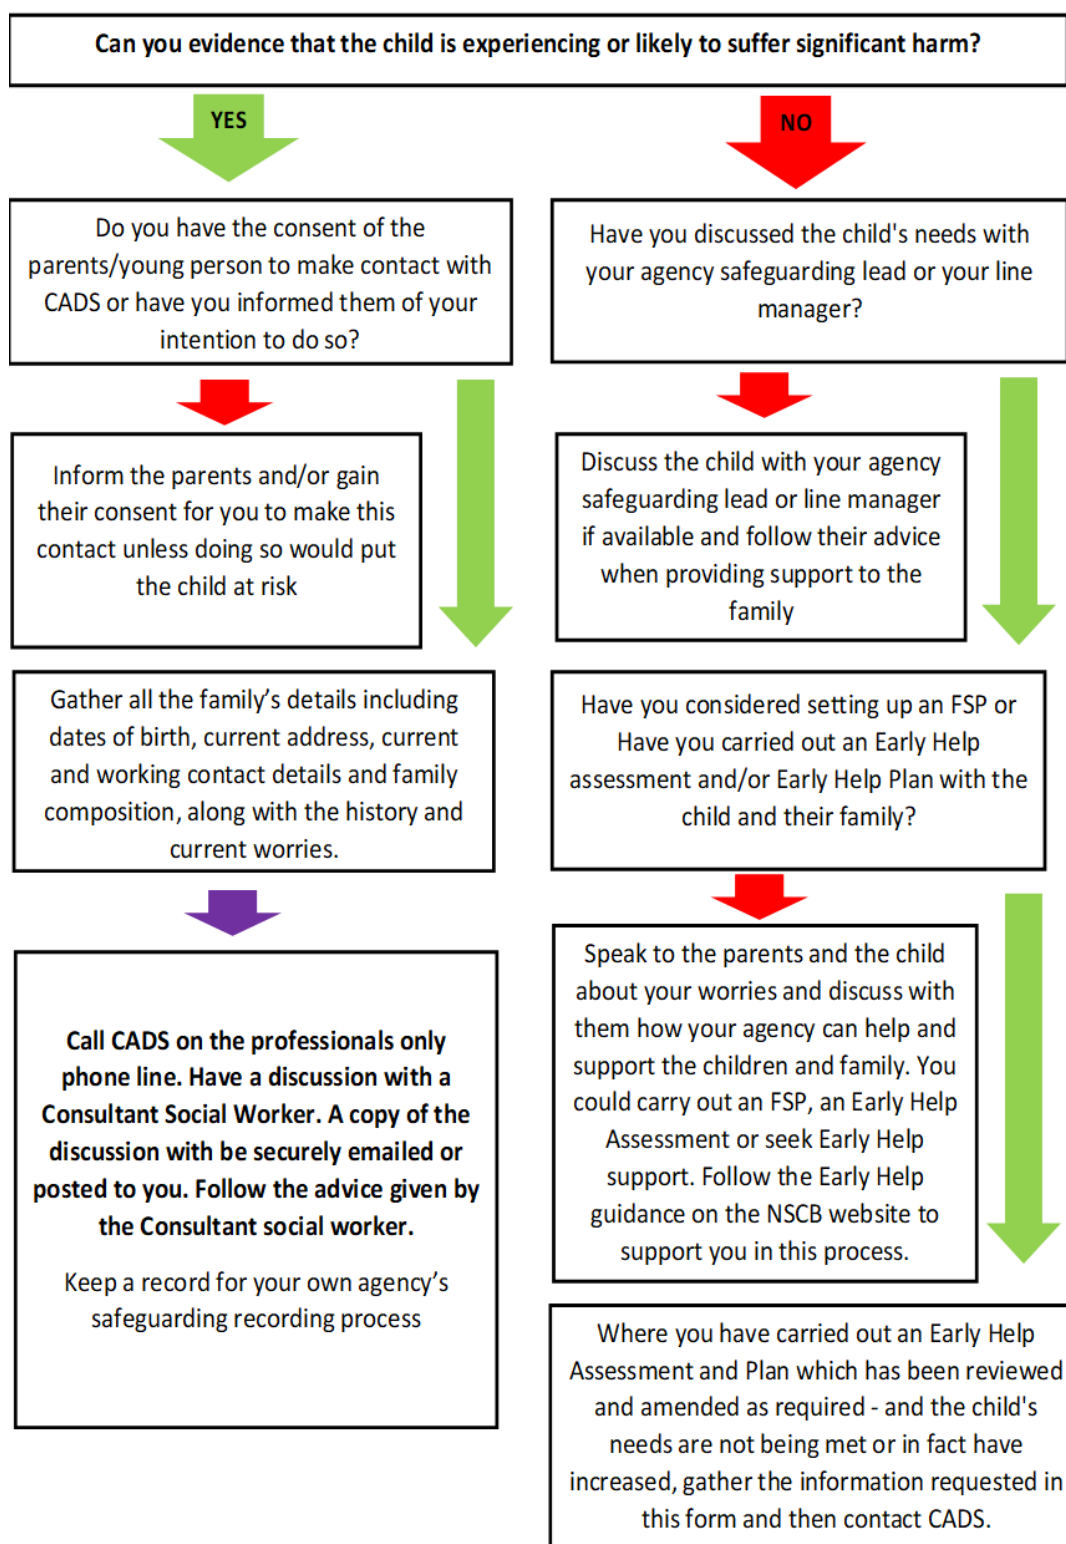 Can you evidence that the child is experiencing or likely to suffer significant harm?
YES
NO
Do you have the consent of the
parents/young person to make contact with
CADS or have you informed them of your
intention to do so?
Have you discussed the child's needs with
your agency safeguarding lead or your line
manager?
Inform the parents and/or gain
their consent for you to make this
contact unless doing so would put
the child at risk
Discuss the child with your agency
safeguarding lead or line manager
if available and follow their advice
when providing support to the
family
Gather all the family’s details including
dates of birth, current address, current
and working contact details and family
composition, along with the history and
current worries.
Have you considered setting up an FSP or
Have you carried out an Early Help
assessment and/or Early Help Plan with the
child and their family?
Call CADS on the professionals only
phone line. Have a discussion with a
Consultant Social Worker. A copy of the
discussion with be securely emailed or
posted to you. Follow the advice given by
the Consultant social worker.
Keep a record for your own agency’s
safeguarding recording process
Speak to the parents and the child
about your worries and discuss with
them how your agency can help and
support the children and family. You
could carry out an FSP, an Early Help
Assessment or seek Early Help
support. Follow the Early Help
guidance on the NSCB website to
support you in this process.
Where you have carried out an Early Help
Assessment and Plan which has been reviewed
and amended as required - and the child's
needs are not being met or in fact have
increased, gather the information requested in
this form and then contact CADS.